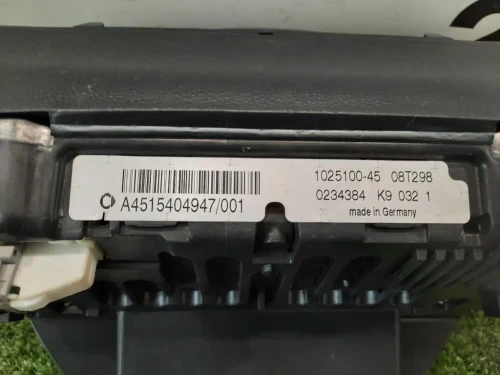 1025100-45 08T298
A4515404947/001
0234384 K9 032 1
made in Germany